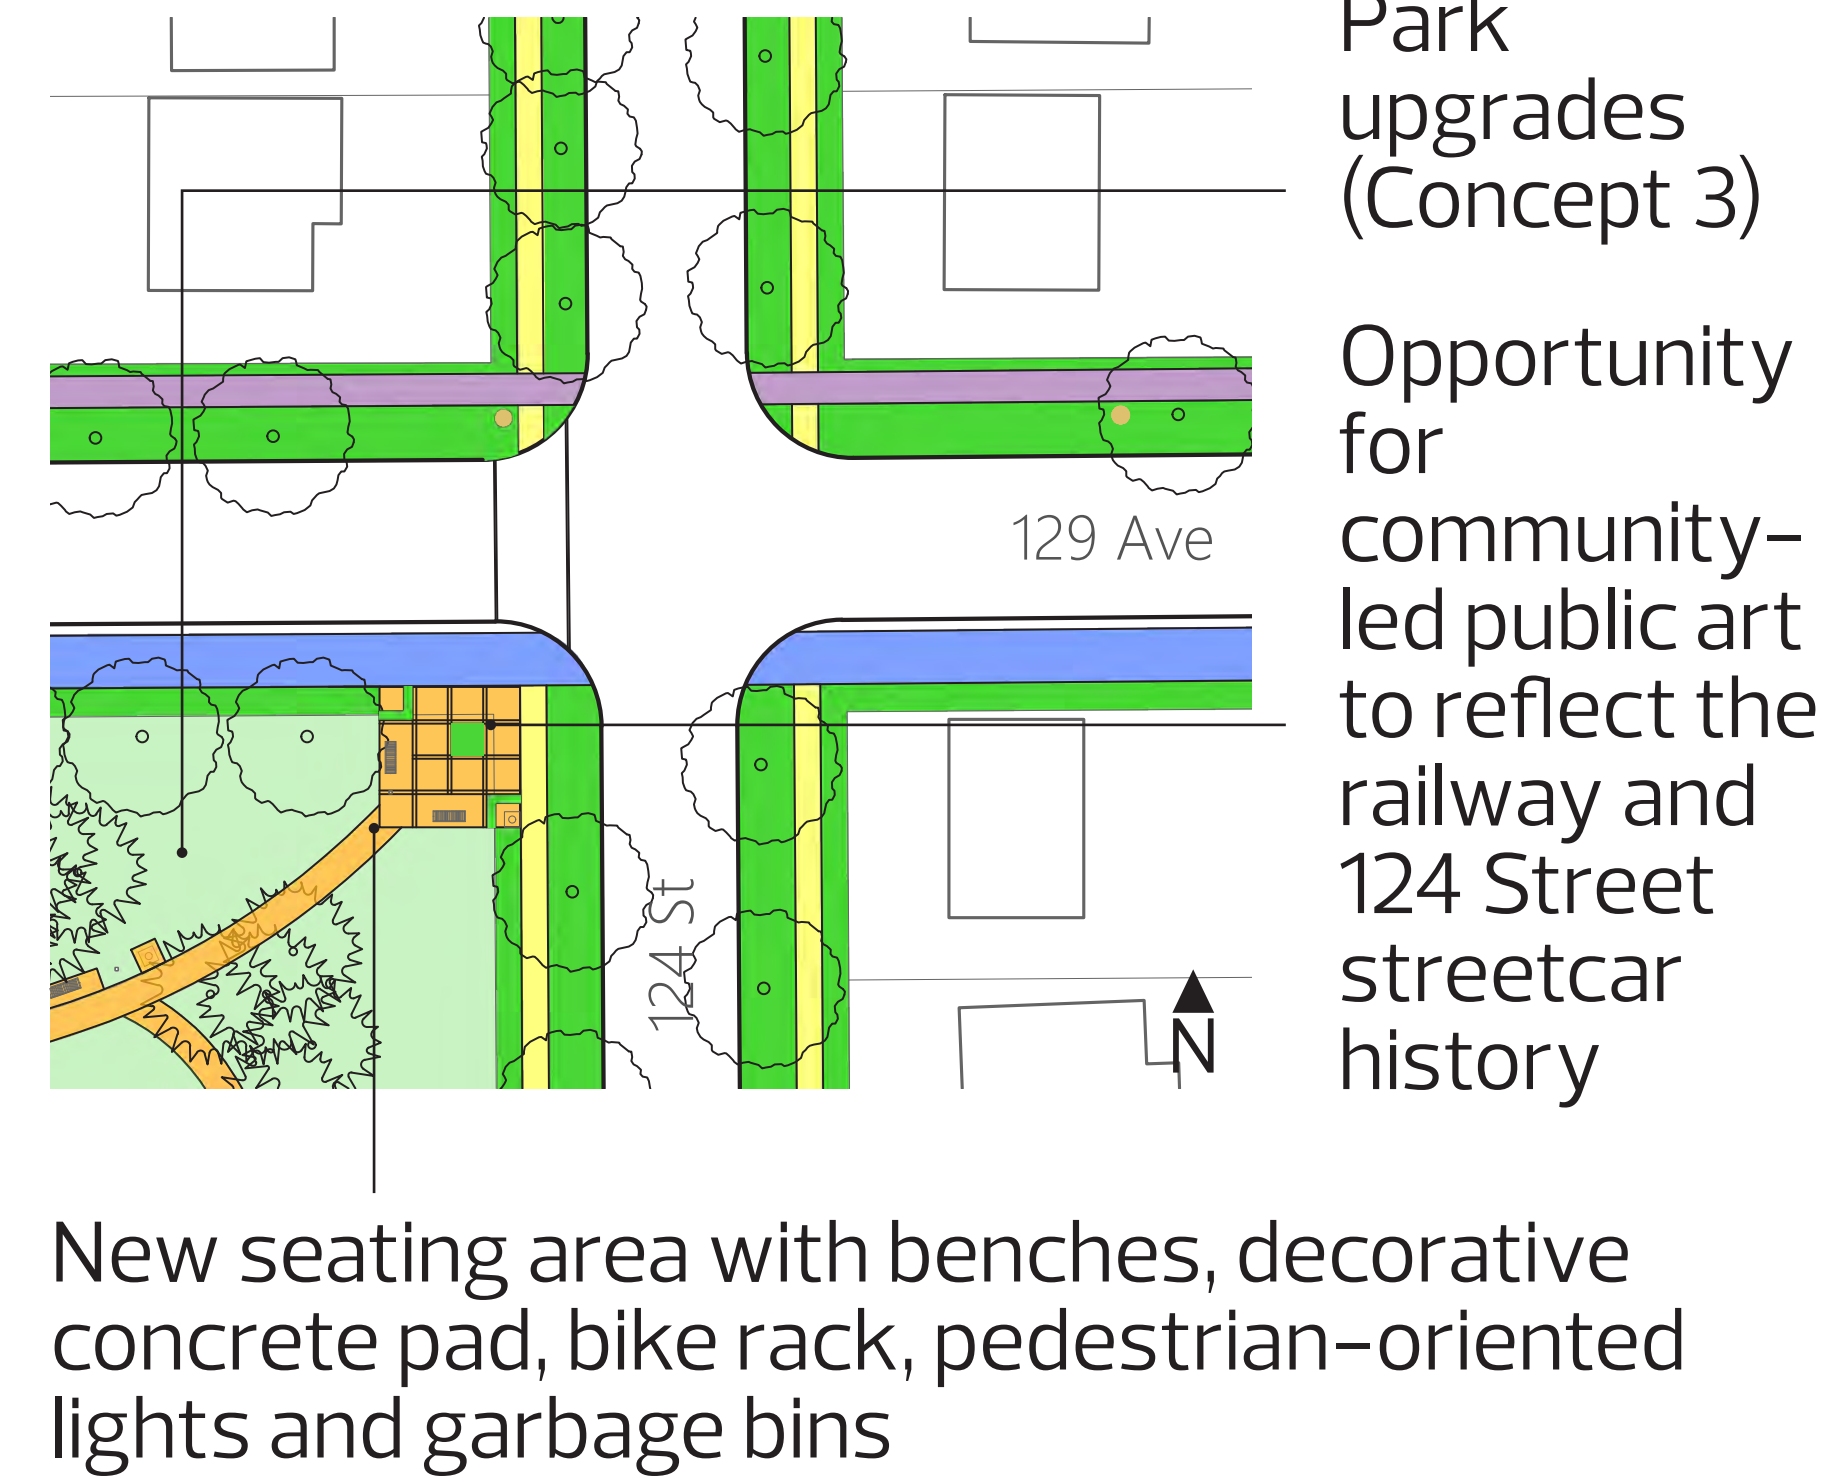 Park
upgrades
(Concept 3)
Opportunity
for
community-
led public art
to reflect the
railway and
124 Street
streetcar
history
129 Ave
124 St
N
New seating area with benches, decorative
concrete pad, bike rack, pedestrian-oriented
lights and garbage bins